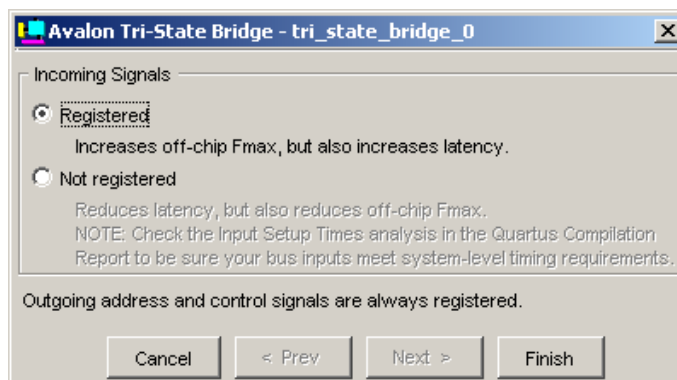 Avalon Tri-State Bridge - tri_state_bridge_0
Incoming Signals
Registered
Increases off-chip Fmax, but also increases latency.
Not registered
Reduces latency, but also reduces off-chip Fmax.
NOTE: Check the Input Setup Times analysis in the Quartus Compilation
Report to be sure your bus inputs meet system-level timing requirements.
Outgoing address and control signals are always registered.
Cancel < Prev Next > Finish